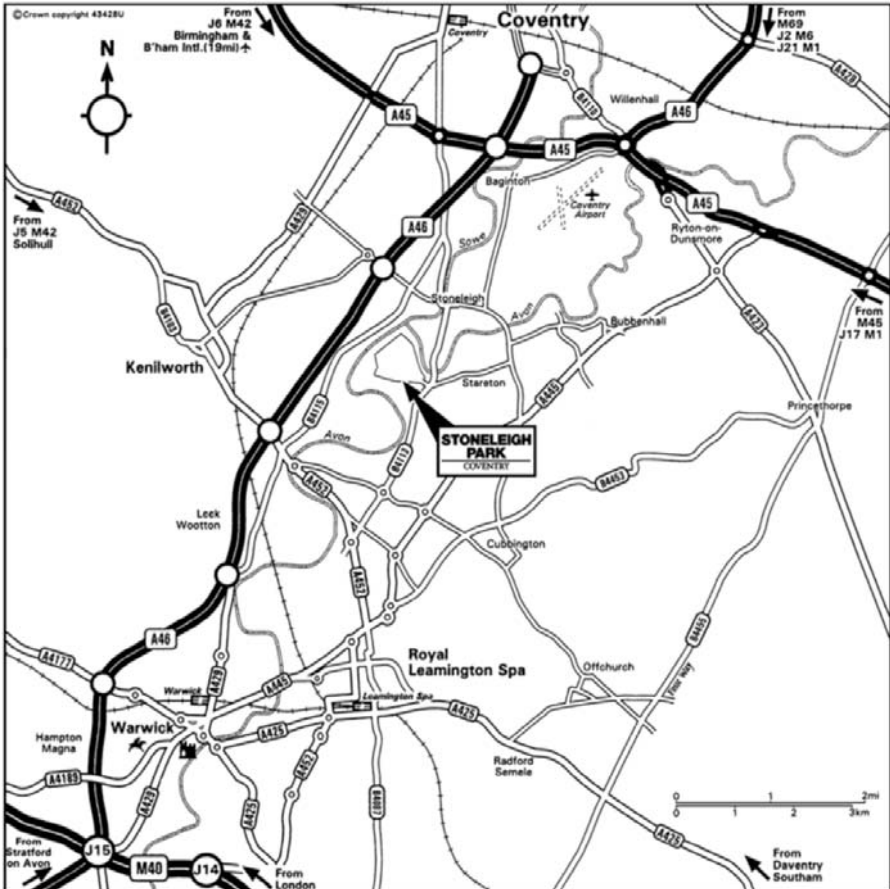 ©Crown copyright 43428U
From
J6 M42
Birmingham &
B'ham Intl.(19mi)
Coventry
Coventry
From
M69
J2 M6
J21 M1
N
A428
B4110
Willenhall
A46
A45
A45
Baginton
Coventry
Airport
A45
Ryton-on-
Dunsmore
A452
From
J5 M42
Solihull
A429
A46
Sowe
Stoneleigh
Avon
Bubbenhall
A423
From
M45
J17 M1
B4103
Kenilworth
Stareton
A445
B4115
Princethorpe
STONELEIGH
PARK
COVENTRY
Avon
B4113
A452
B4453
Leek
Wootton
Cubbington
A452
B4455
A46
A4177
A429
Royal
Leamington Spa
Offchurch
Fosse Way
Warwick
A445
Leamington Spa
A425
Hampton
Magna
Warwick
A425
Radford
Semele
A4189
A429
A425
A452
B4087
0 1 2mi
0 1 2 3km
A425
From
Stratford
on Avon
J15
M40
J14
From
London
From
Daventry
Southam